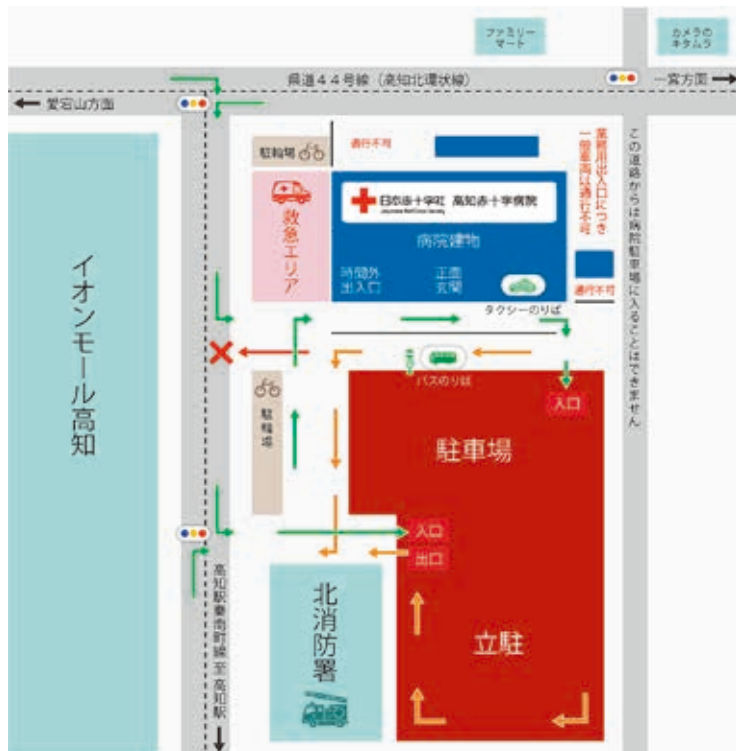 ファミリー
マート
カメラの
キタムラ
県道44号線（高知北環状線）
一宮方面
愛宕山方面
駐輪場
通行不可
業務用出入口につき
一般車両は通行不可
この道路からは病院駐車場に入ることはできません
日本赤十字社 高知赤十字病院
病院建物
救急エリア
時間外
出入口
正面
玄関
通行不可
タクシーのりば
イオンモール高知
バスのりば
入口
駐輪場
駐車場
入口
出口
高知駅秦南町線 至 高知駅
北消防署
立駐